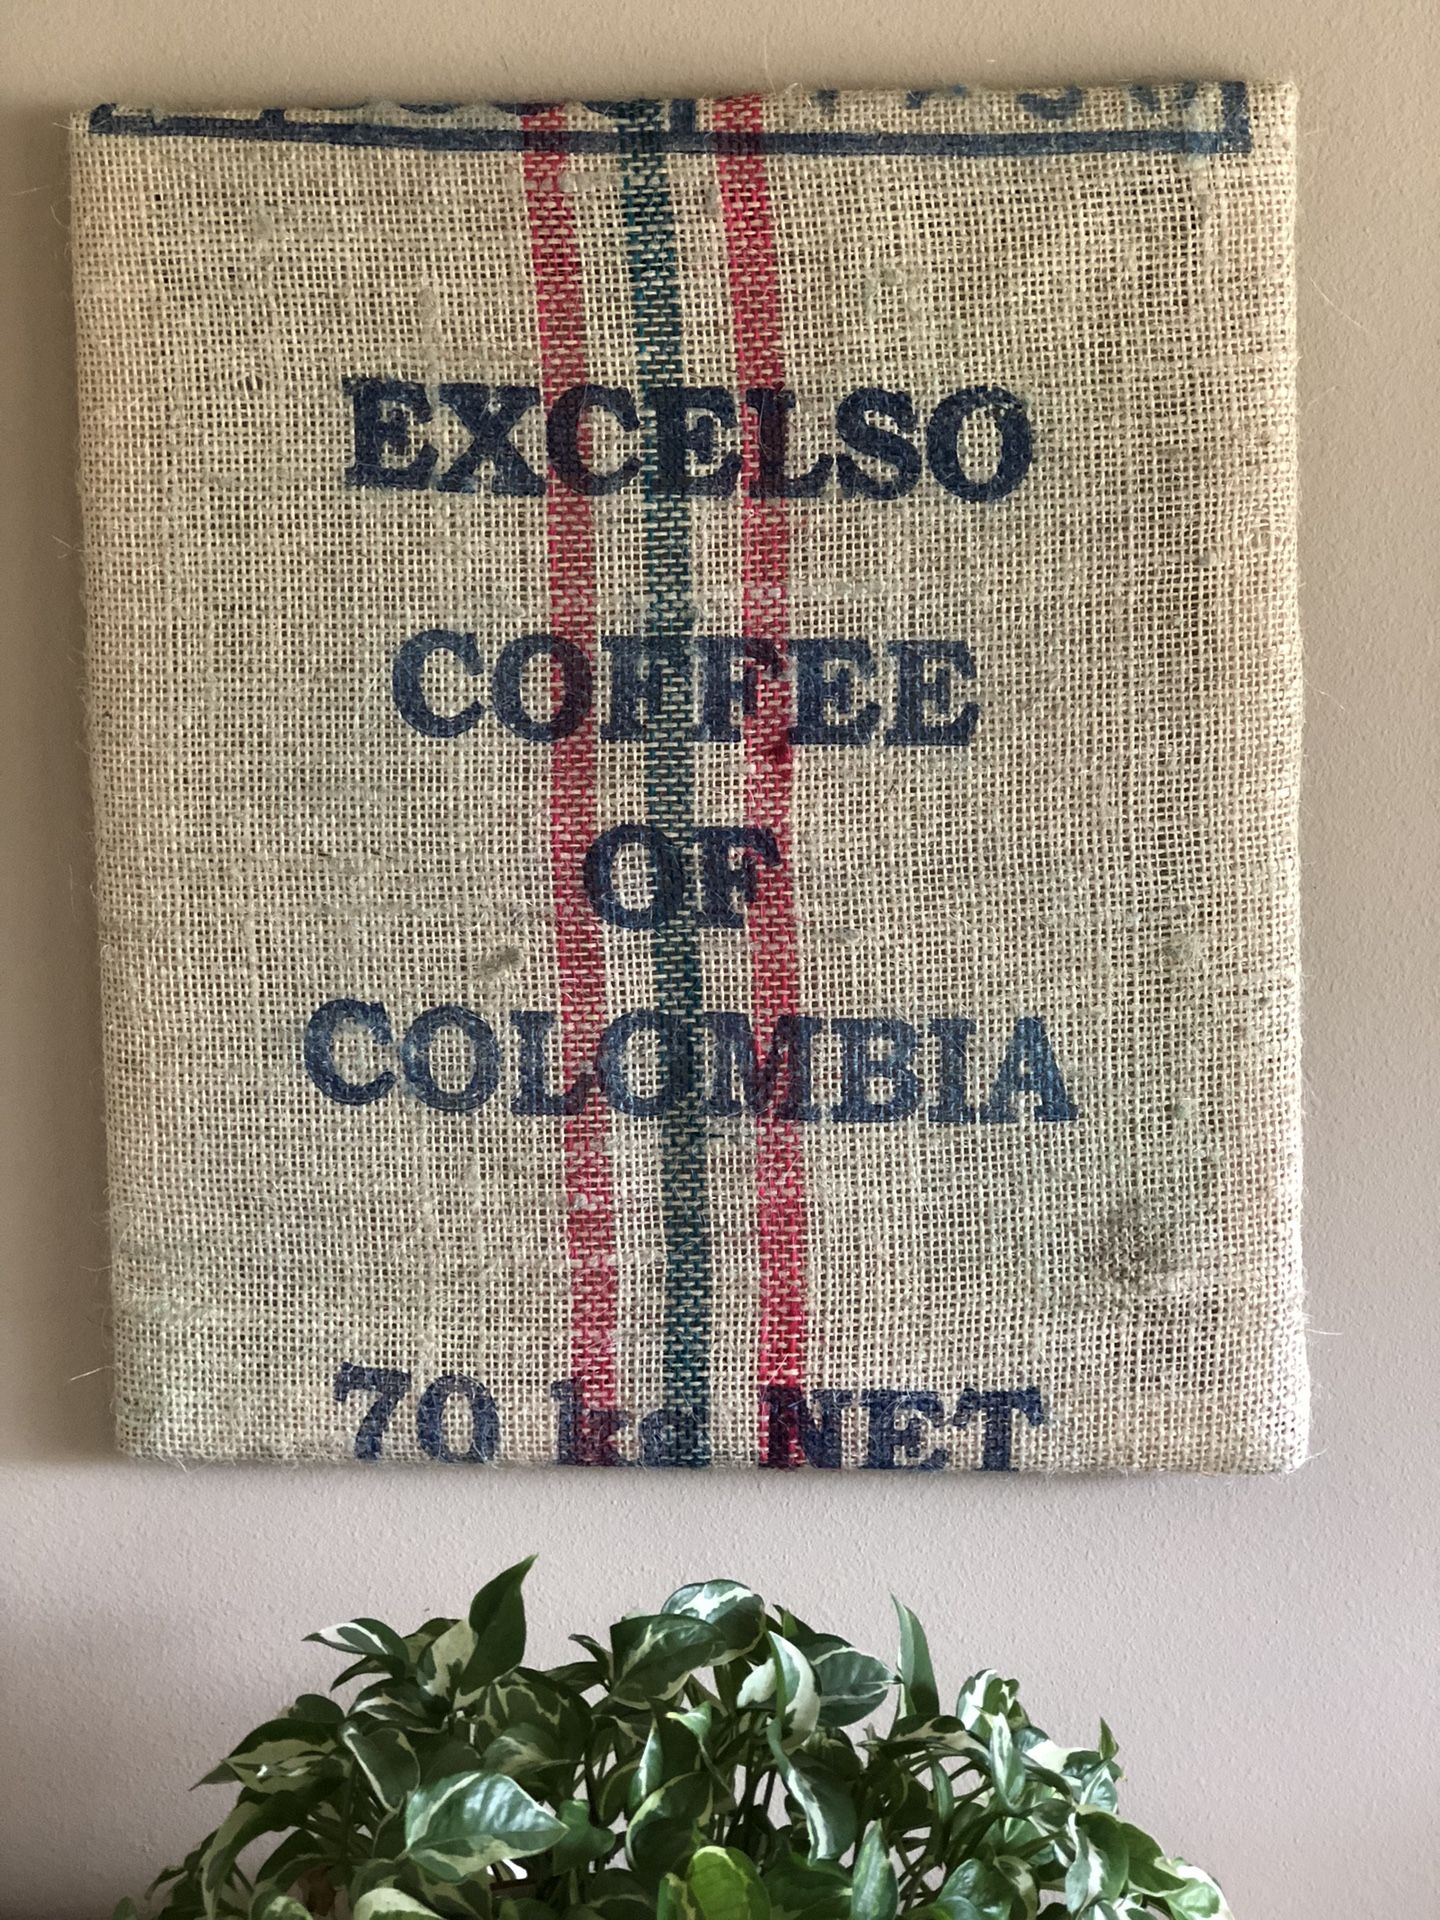 EXCELSO
COFFEE
OF
COLOMBIA
70 kg NET